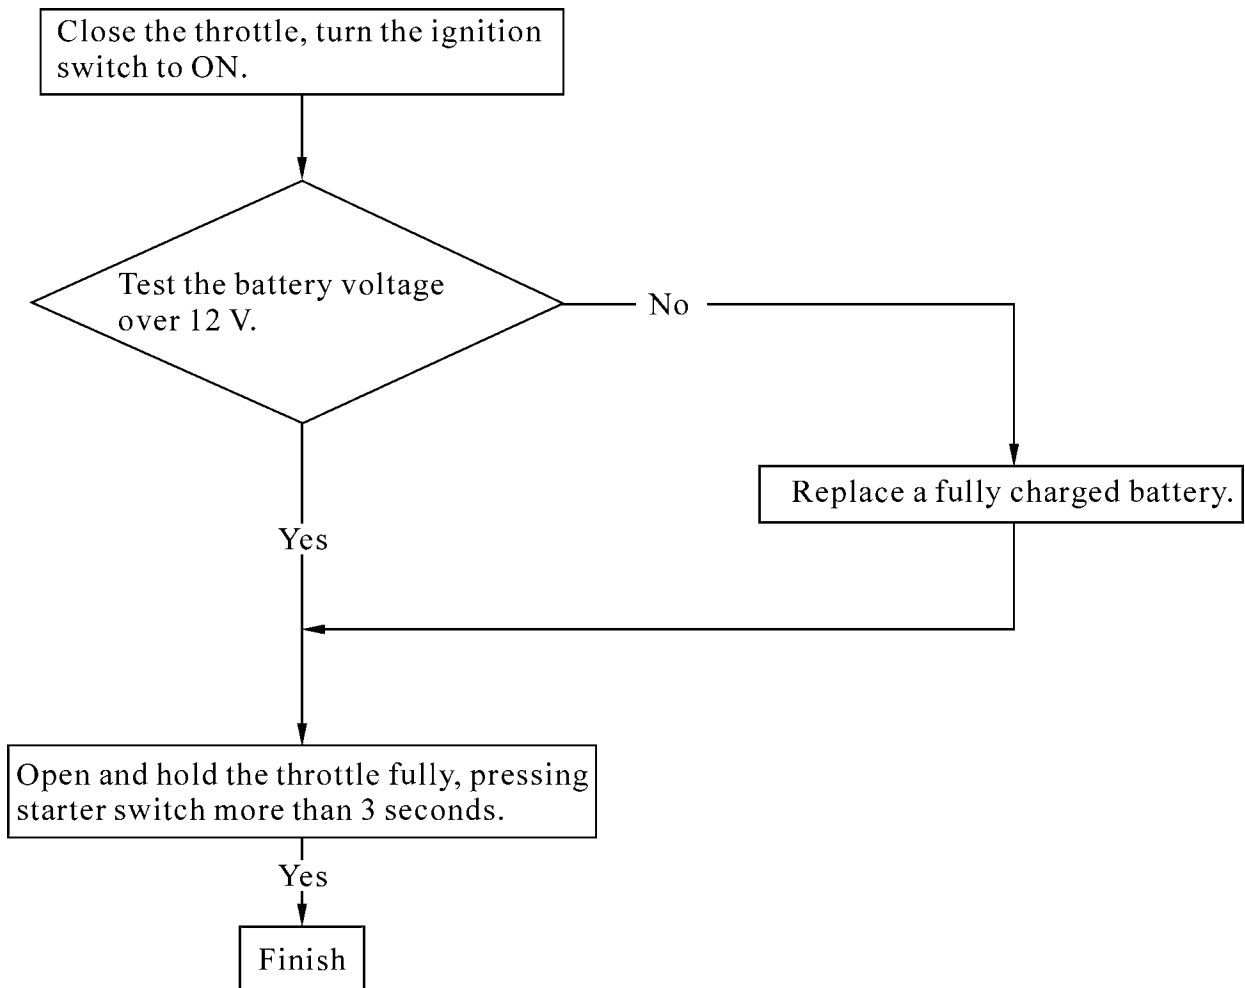 Close the throttle, turn the ignition
switch to ON.
Test the battery voltage
over 12 V.
No
Replace a fully charged battery.
Yes
Open and hold the throttle fully, pressing
starter switch more than 3 seconds.
Yes
Finish